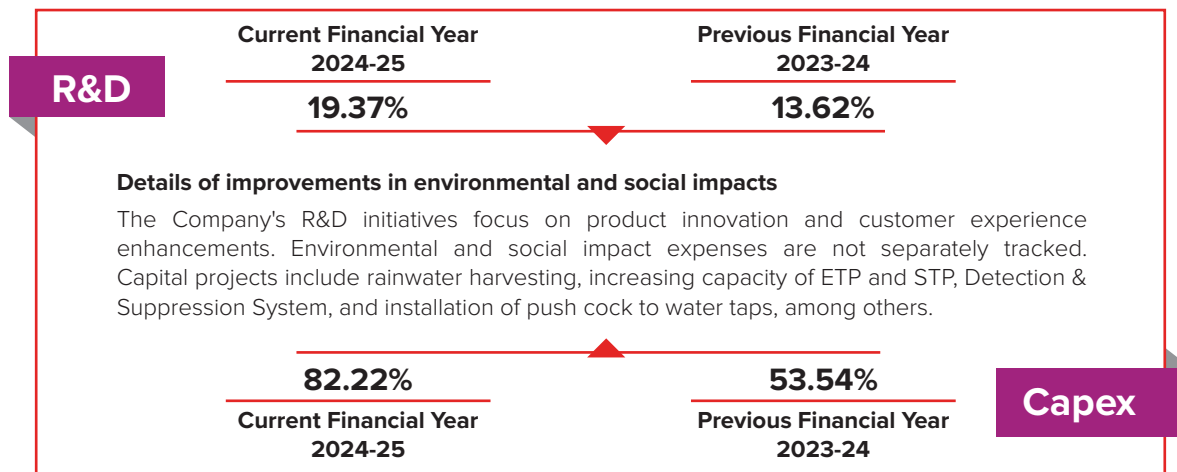 Current Financial Year
2024-25
Previous Financial Year
2023-24
R&D
19.37%
13.62%
Details of improvements in environmental and social impacts
The Company's R&D initiatives focus on product innovation and customer experience
enhancements. Environmental and social impact expenses are not separately tracked.
Capital projects include rainwater harvesting, increasing capacity of ETP and STP, Detection &
Suppression System, and installation of push cock to water taps, among others.
82.22%
Current Financial Year
2024-25
53.54%
Previous Financial Year
2023-24
Capex